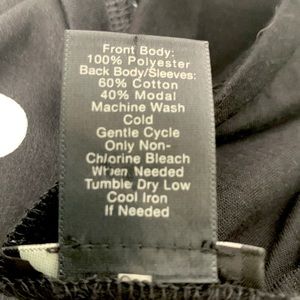 Front Body:
100% Polyester
Back Body/Sleeves:
60% Cotton
40% Modal
Machine Wash
Cold
Gentle Cycle
Only Non-
Chlorine Bleach
When Needed
Tumble Dry Low
Cool Iron
If Needed